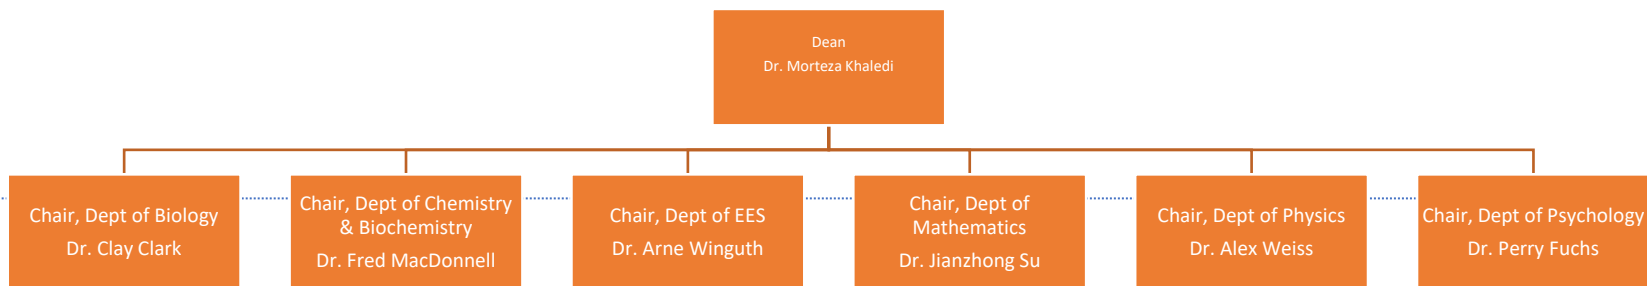 Dean
Dr. Morteza Khaledi
Chair, Dept of Biology
Dr. Clay Clark
Chair, Dept of Chemistry
& Biochemistry
Dr. Fred MacDonnell
Chair, Dept of EES
Dr. Arne Winguth
Chair, Dept of
Mathematics
Dr. Jianzhong Su
Chair, Dept of Physics
Dr. Alex Weiss
Chair, Dept of Psychology
Dr. Perry Fuchs